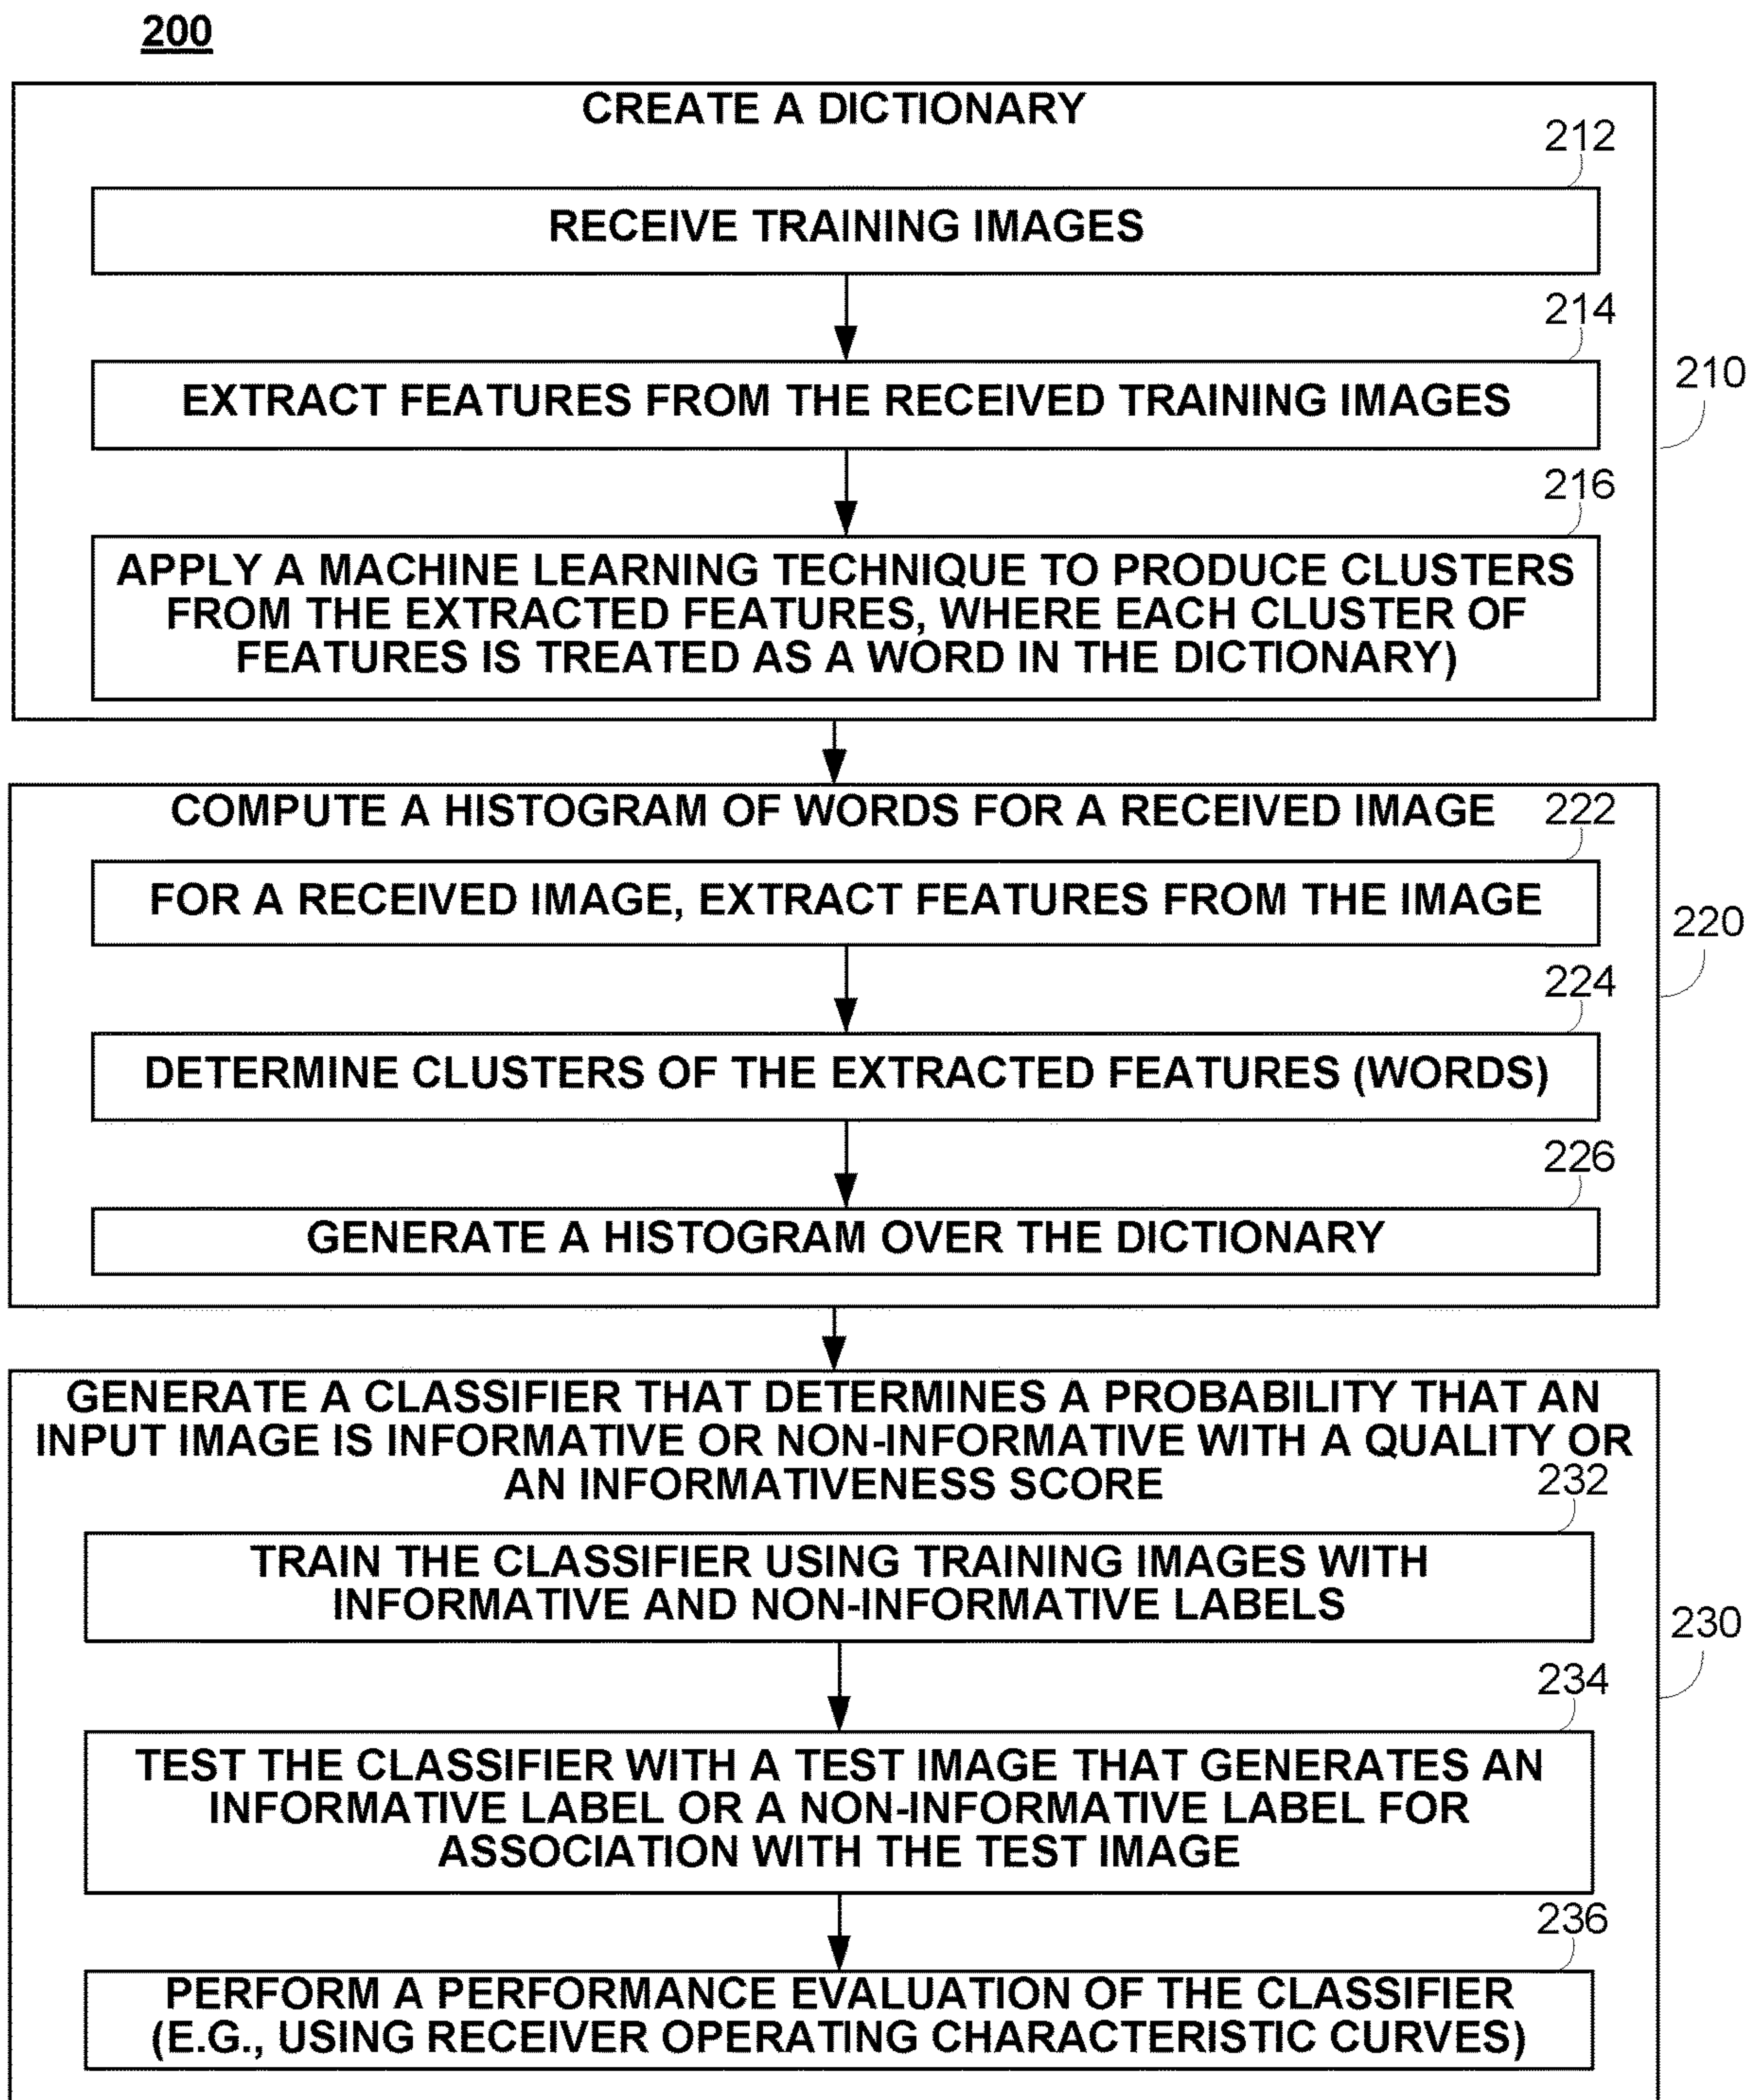 200
CREATE A DICTIONARY
212
RECEIVE TRAINING IMAGES
214
EXTRACT FEATURES FROM THE RECEIVED TRAINING IMAGES
210
216
APPLY A MACHINE LEARNING TECHNIQUE TO PRODUCE CLUSTERS
FROM THE EXTRACTED FEATURES, WHERE EACH CLUSTER OF
FEATURES IS TREATED AS A WORD IN THE DICTIONARY)
COMPUTE A HISTOGRAM OF WORDS FOR A RECEIVED IMAGE
222
FOR A RECEIVED IMAGE, EXTRACT FEATURES FROM THE IMAGE
220
224
DETERMINE CLUSTERS OF THE EXTRACTED FEATURES (WORDS)
226
GENERATE A HISTOGRAM OVER THE DICTIONARY
GENERATE A CLASSIFIER THAT DETERMINES A PROBABILITY THAT AN
INPUT IMAGE IS INFORMATIVE OR NON-INFORMATIVE WITH A QUALITY OR
AN INFORMATIVENESS SCORE
232
TRAIN THE CLASSIFIER USING TRAINING IMAGES WITH
INFORMATIVE AND NON-INFORMATIVE LABELS
230
234
TEST THE CLASSIFIER WITH A TEST IMAGE THAT GENERATES AN
INFORMATIVE LABEL OR A NON-INFORMATIVE LABEL FOR
ASSOCIATION WITH THE TEST IMAGE
236
PERFORM A PERFORMANCE EVALUATION OF THE CLASSIFIER
(E.G., USING RECEIVER OPERATING CHARACTERISTIC CURVES)